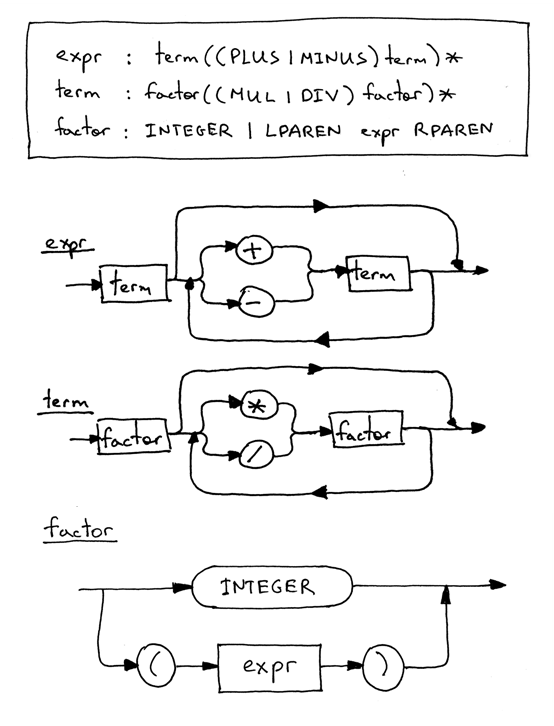 expr : term((PLUS | MINUS) term)*
term : factor((MUL | DIV) factor)*
factor : INTEGER | LPAREN expr RPAREN
expr
term
+
-
term
term
factor
*
/
factor
factor
INTEGER
( expr )